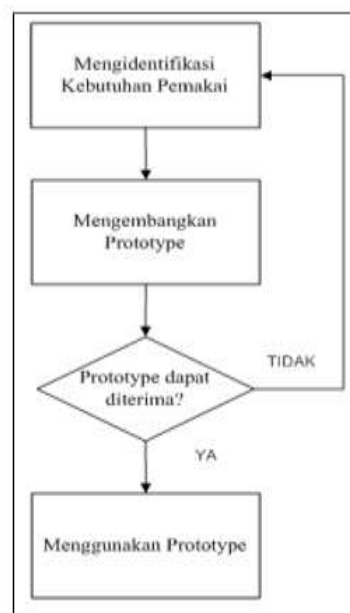 Mengidentifikasi
Kebutuhan Pemakai
Mengembangkan
Prototype
Prototype dapat
diterima?
TIDAK
YA
Menggunakan Prototype